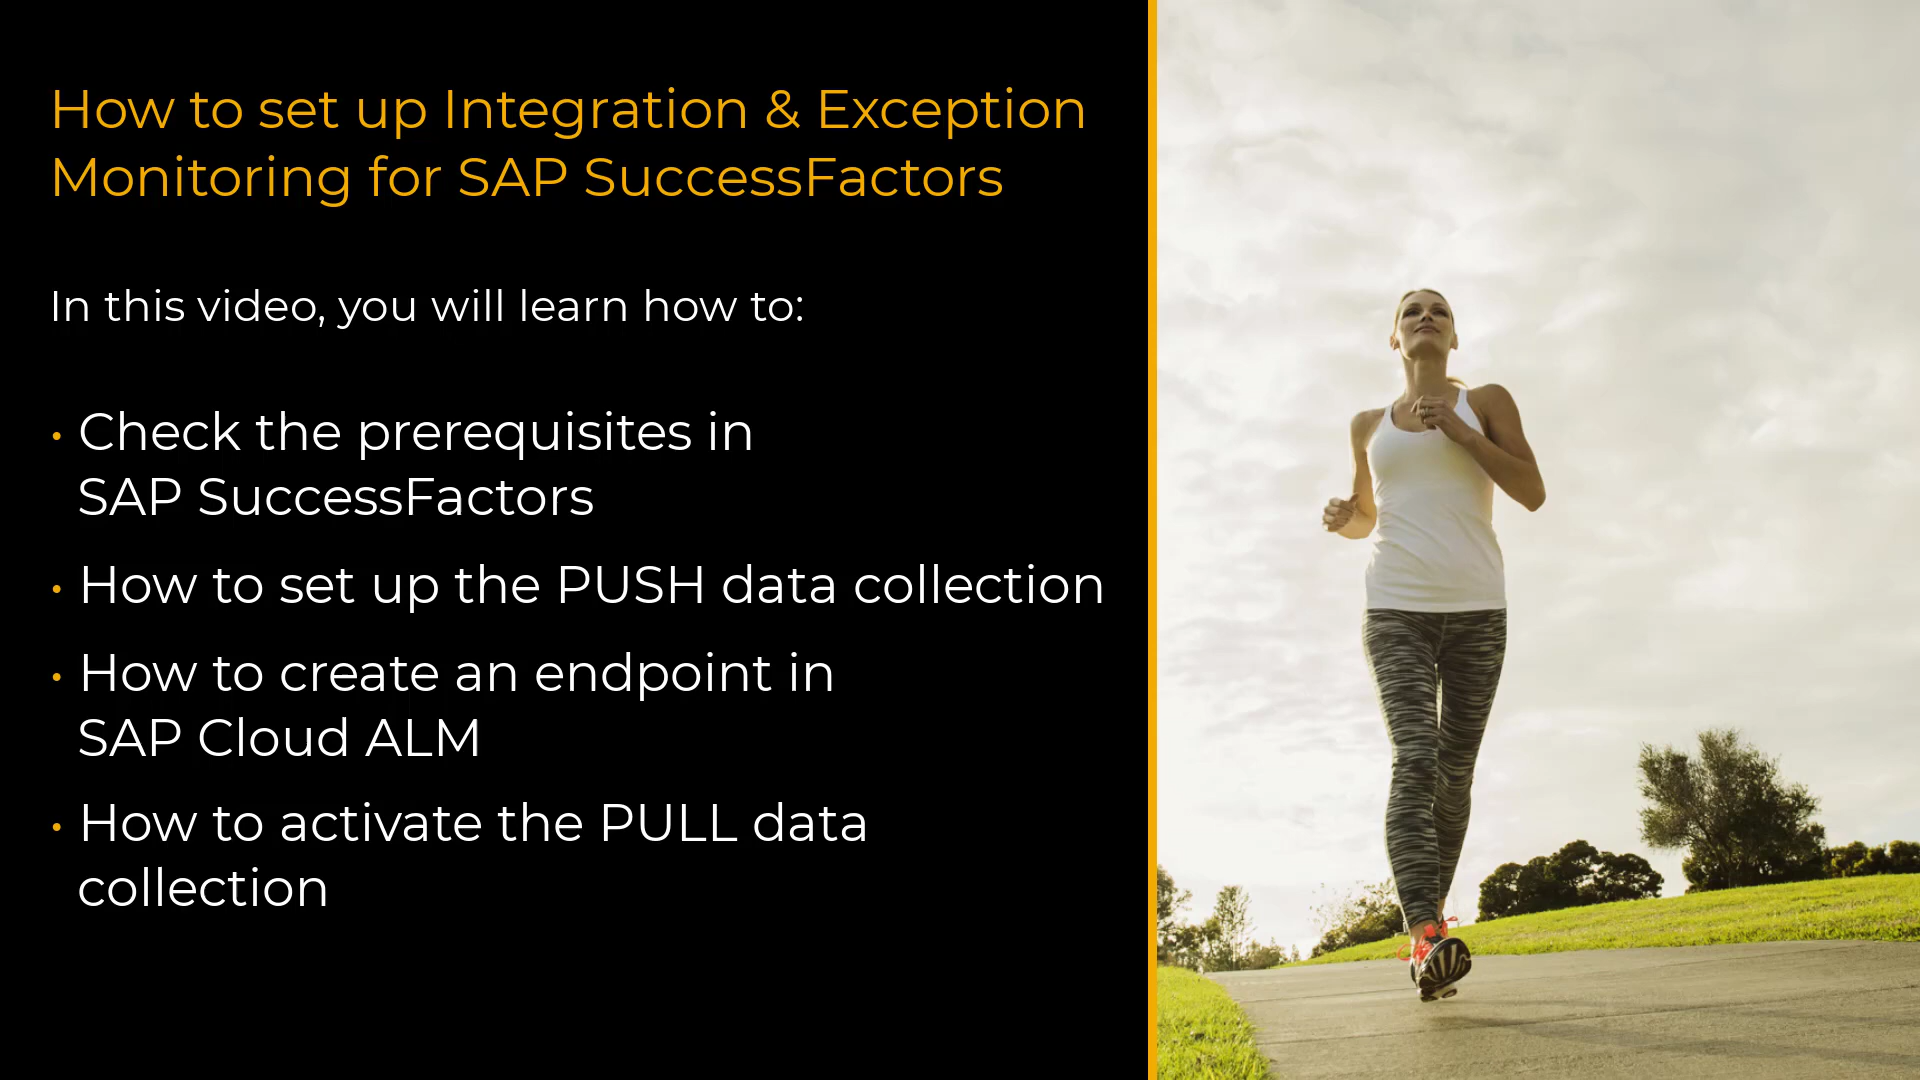 How to set up Integration & Exception
Monitoring for SAP SuccessFactors
In this video, you will learn how to:
• Check the prerequisites in
SAP SuccessFactors
• How to set up the PUSH data collection
• How to create an endpoint in
SAP Cloud ALM
• How to activate the PULL data
collection